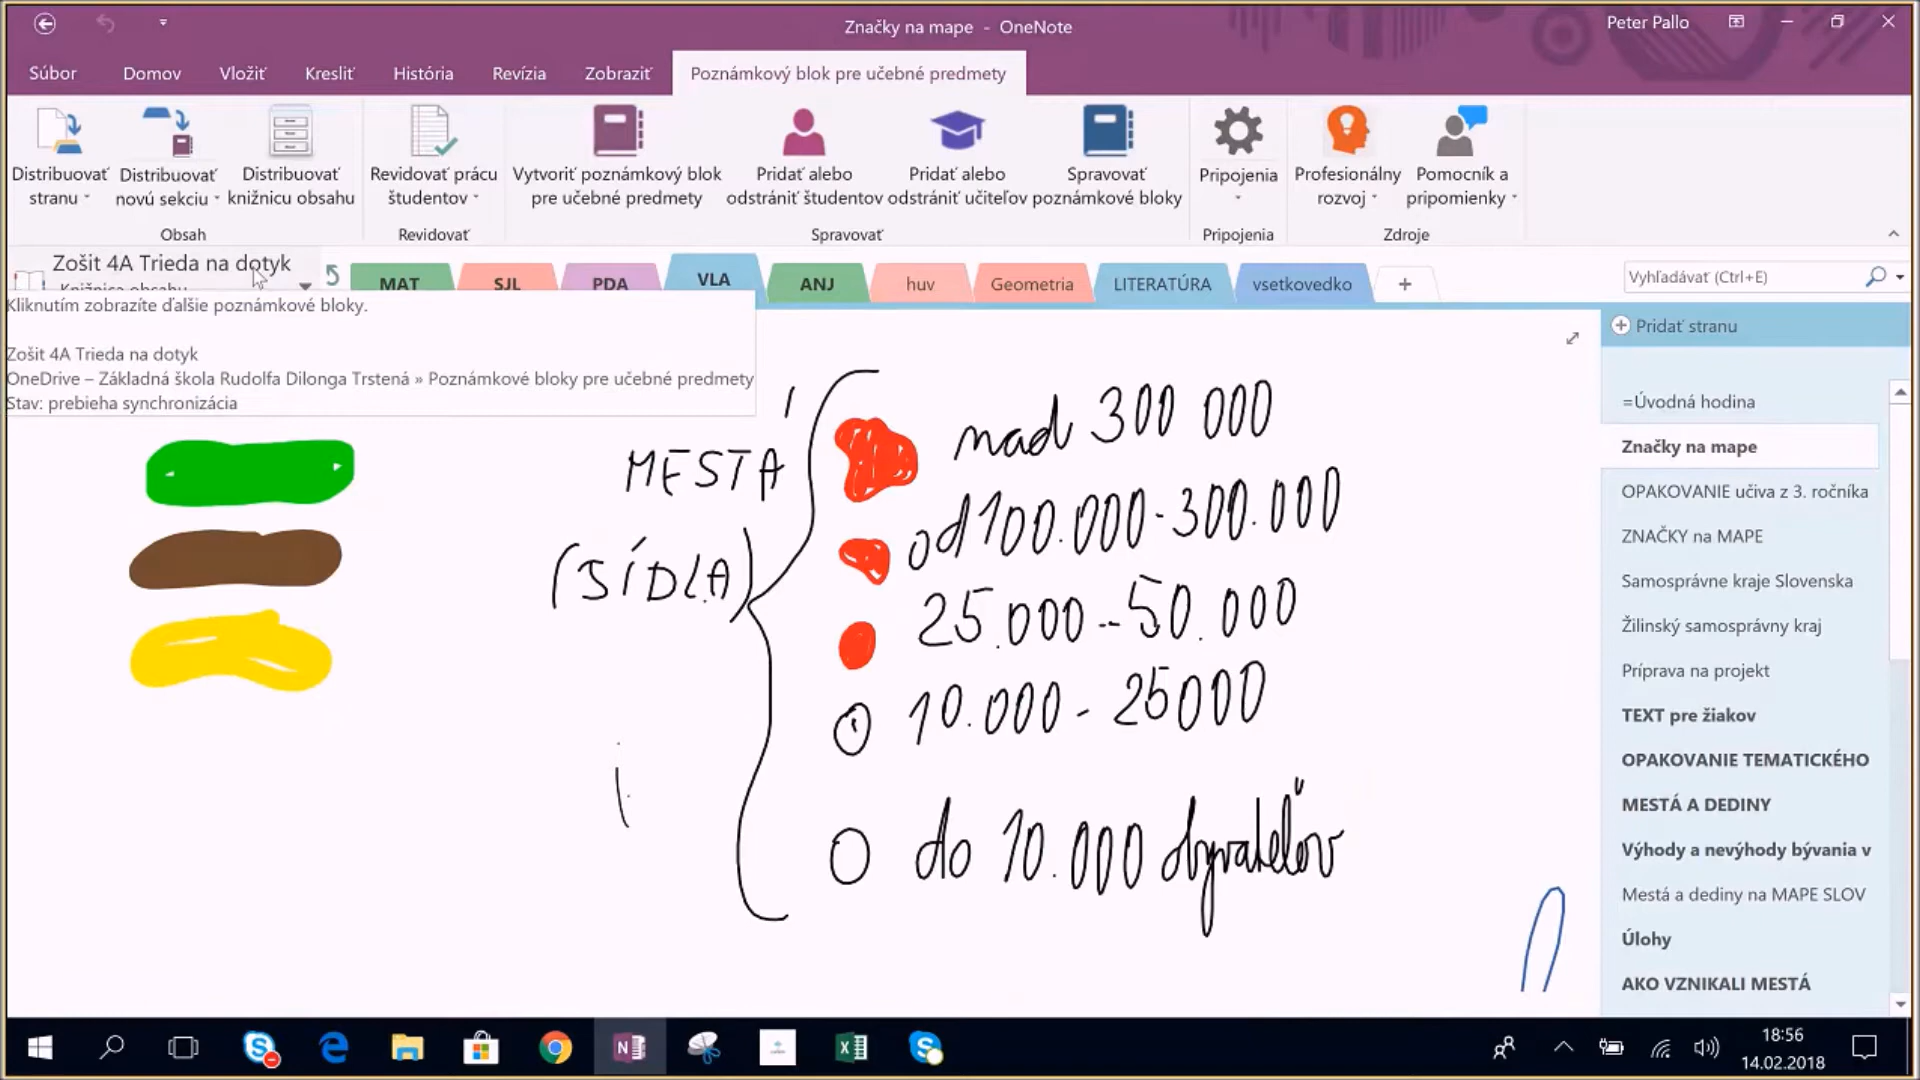 Značky na mape - OneNote
Peter Pallo
Súbor Domov Vložiť Kresliť História Revízia Zobraziť Poznámkový blok pre učebné predmety
Distribuovať stranu
Distribuovať novú sekciu
Distribuovať knižnicu obsahu
Revidovať prácu študentov
Vytvoriť poznámkový blok pre učebné predmety
Pridať alebo odstrániť študentov
Pridať alebo odstrániť učiteľov
Spravovať poznámkové bloky
Pripojenia
Profesionálny rozvoj
Pomocník a pripomienky
Obsah Revidovať Spravovať Pripojenia Zdroje
Zošit 4A Trieda na dotyk
Knižnica obsahu
MAT SJL PDA VLA ANJ huv Geometria LITERATÚRA vsetkovedko +
Vyhľadávať (Ctrl+E)
Kliknutím zobrazíte ďalšie poznámkové bloky.
Zošit 4A Trieda na dotyk
OneDrive – Základná škola Rudolfa Dilonga Trstená » Poznámkové bloky pre učebné predmety
Stav: prebieha synchronizácia
MESTÁ
(SÍDLA)
nad 300 000
od 100.000-300.000
25.000-50.000
10.000-25000
do 10.000 obyvateľov
Pridať stranu
=Úvodná hodina
Značky na mape
OPAKOVANIE učiva z 3. ročníka
ZNAČKY na MAPE
Samosprávne kraje Slovenska
Žilinský samosprávny kraj
Príprava na projekt
TEXT pre žiakov
OPAKOVANIE TEMATICKÉHO
MESTÁ A DEDINY
Výhody a nevýhody bývania v
Mestá a dediny na MAPE SLOV
Úlohy
AKO VZNIKALI MESTÁ
18:56
14.02.2018